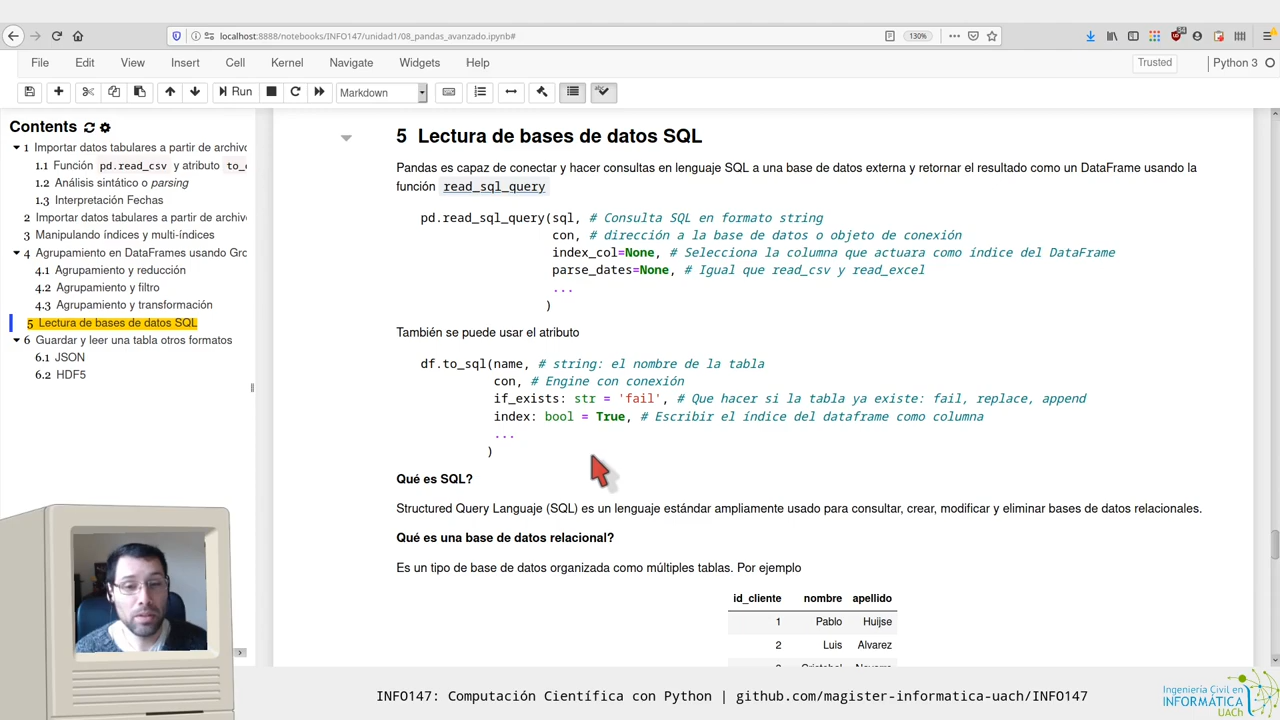 localhost:8888/notebooks/INFO147/unidad1/08_pandas_avanzado.ipynb#
130%
File Edit View Insert Cell Kernel Navigate Widgets Help
Trusted
Python 3
Run
Markdown
Contents
1 Importar datos tabulares a partir de archivo
1.1 Función pd.read_csv y atributo to_c
1.2 Análisis sintático o parsing
1.3 Interpretación Fechas
2 Importar datos tabulares a partir de archivo
3 Manipulando índices y multi-índices
4 Agrupamiento en DataFrames usando Grc
4.1 Agrupamiento y reducción
4.2 Agrupamiento y filtro
4.3 Agrupamiento y transformación
5 Lectura de bases de datos SQL
6 Guardar y leer una tabla otros formatos
6.1 JSON
6.2 HDF5
5 Lectura de bases de datos SQL
Pandas es capaz de conectar y hacer consultas en lenguaje SQL a una base de datos externa y retornar el resultado como un DataFrame usando la
función read_sql_query
pd.read_sql_query(sql, # Consulta SQL en formato string
con, # dirección a la base de datos o objeto de conexión
index_col=None, # Selecciona la columna que actuara como índice del DataFrame
parse_dates=None, # Igual que read_csv y read_excel
...
)
También se puede usar el atributo
df.to_sql(name, # string: el nombre de la tabla
con, # Engine con conexión
if_exists: str = 'fail', # Que hacer si la tabla ya existe: fail, replace, append
index: bool = True, # Escribir el índice del dataframe como columna
...
)
Qué es SQL?
Structured Query Languaje (SQL) es un lenguaje estándar ampliamente usado para consultar, crear, modificar y eliminar bases de datos relacionales.
Qué es una base de datos relacional?
Es un tipo de base de datos organizada como múltiples tablas. Por ejemplo
id_cliente nombre apellido
1 Pablo Huijse
2 Luis Alvarez
INFO147: Computación Científica con Python | github.com/magister-informatica-uach/INFO147
Ingeniería Civil en
INFORMÁTICA
UACh